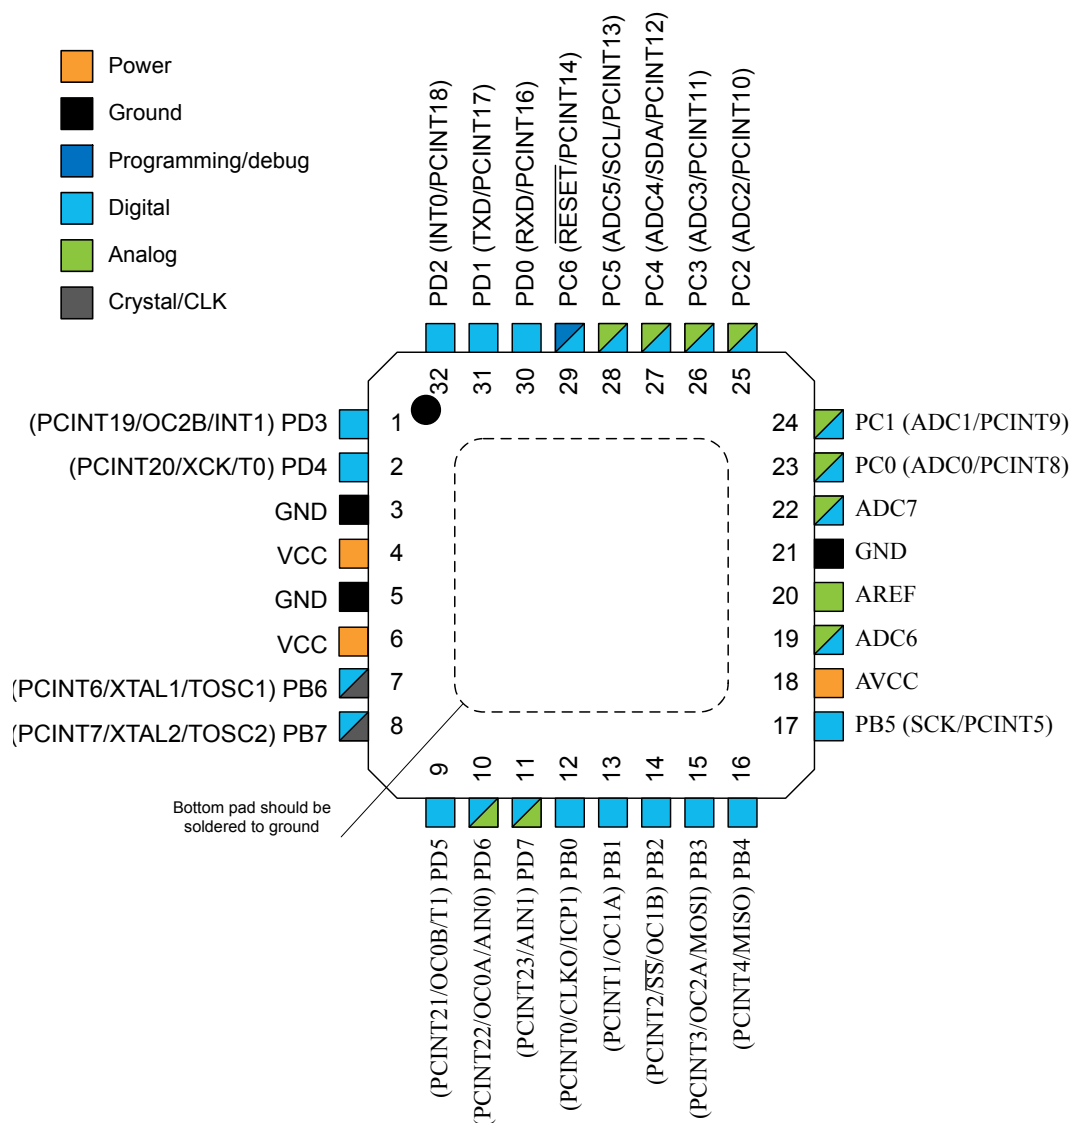 Power
Ground
Programming/debug
Digital
Analog
Crystal/CLK
PD2 (INT0/PCINT18)
PD1 (TXD/PCINT17)
PD0 (RXD/PCINT16)
PC6 (RESET/PCINT14)
PC5 (ADC5/SCL/PCINT13)
PC4 (ADC4/SDA/PCINT12)
PC3 (ADC3/PCINT11)
PC2 (ADC2/PCINT10)
32
31
30
29
28
27
26
25
(PCINT19/OC2B/INT1) PD3
1
(PCINT20/XCK/T0) PD4
2
GND
3
VCC
4
GND
5
VCC
6
(PCINT6/XTAL1/TOSC1) PB6
7
(PCINT7/XTAL2/TOSC2) PB7
8
24
PC1 (ADC1/PCINT9)
23
PC0 (ADC0/PCINT8)
22
ADC7
21
GND
20
AREF
19
ADC6
18
AVCC
17
PB5 (SCK/PCINT5)
9
10
11
12
13
14
15
16
Bottom pad should be
soldered to ground
(PCINT21/OC0B/T1) PD5
(PCINT22/OC0A/AIN0) PD6
(PCINT23/AIN1) PD7
(PCINT0/CLKO/ICP1) PB0
(PCINT1/OC1A) PB1
(PCINT2/SS/OC1B) PB2
(PCINT3/OC2A/MOSI) PB3
(PCINT4/MISO) PB4